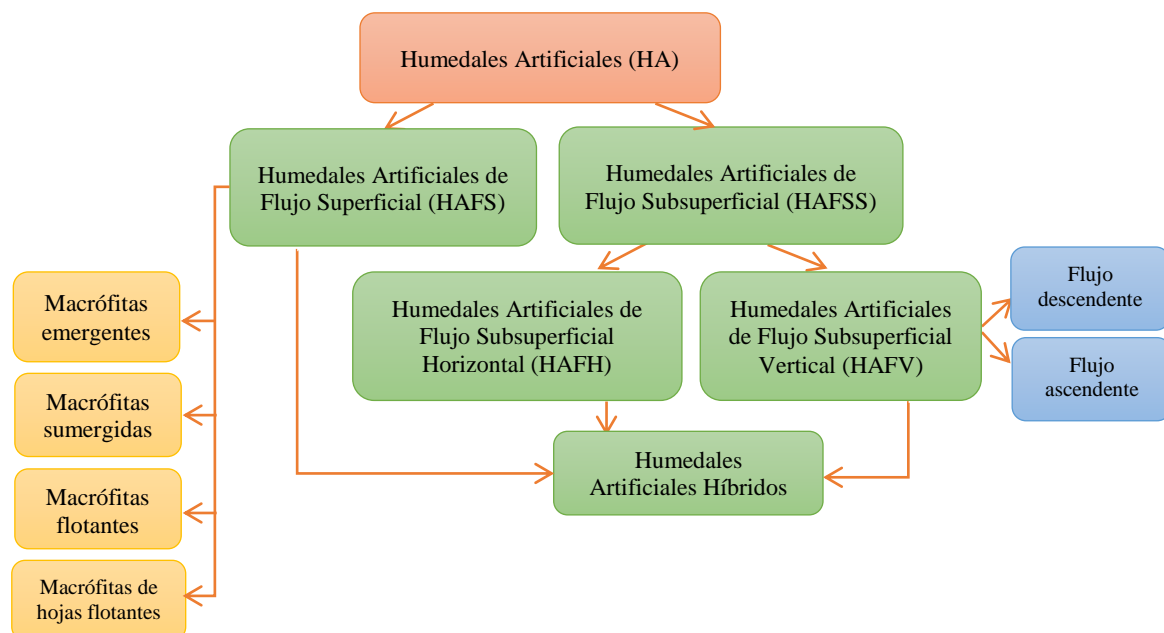 Humedales Artificiales (HA)
Humedales Artificiales de
Flujo Superficial (HAFS)
Humedales Artificiales de
Flujo Subsuperficial (HAFSS)
Macrófitas
emergentes
Macrófitas
sumergidas
Macrófitas
flotantes
Macrófitas de
hojas flotantes
Humedales Artificiales de
Flujo Subsuperficial
Horizontal (HAFH)
Humedales Artificiales
de Flujo Subsuperficial
Vertical (HAFV)
Flujo
descendente
Flujo
ascendente
Humedales
Artificiales Híbridos